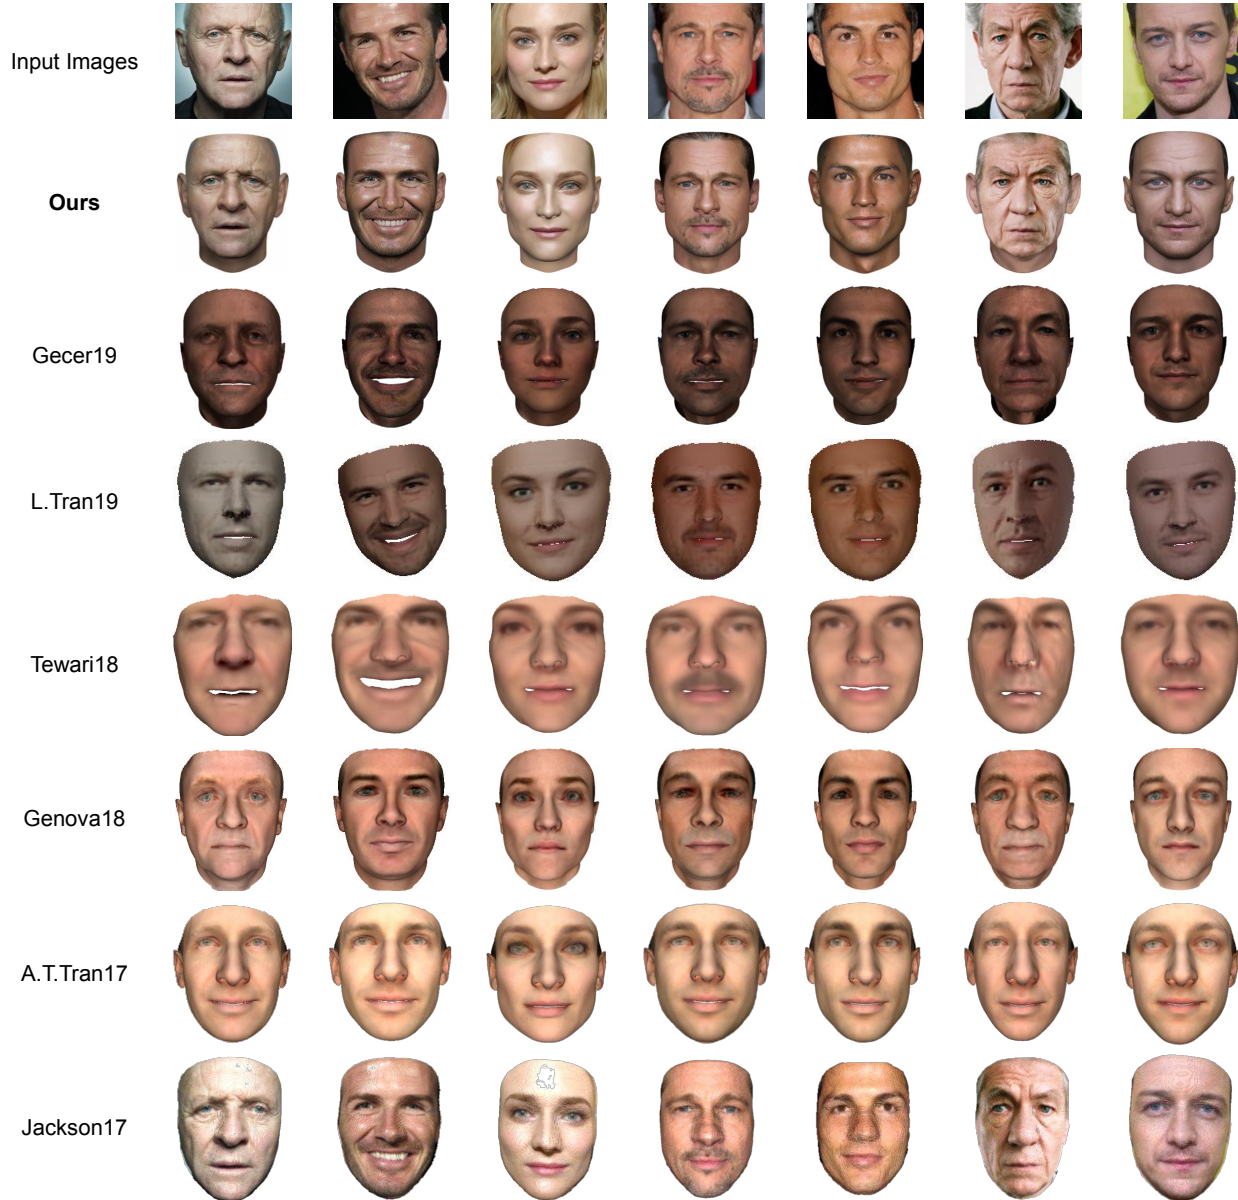 Input Images
Ours
Gecer19
L.Tran19
Tewari18
Genova18
A.T.Tran17
Jackson17